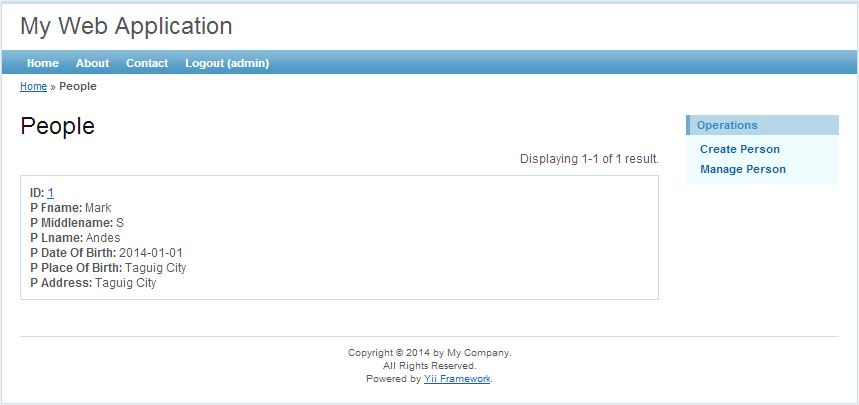 My Web Application
Home About Contact Logout (admin)
Home » People
People
Displaying 1-1 of 1 result.
ID: 1
P Fname: Mark
P Middlename: S
P Lname: Andes
P Date Of Birth: 2014-01-01
P Place Of Birth: Taguig City
P Address: Taguig City
Operations
Create Person
Manage Person
Copyright © 2014 by My Company.
All Rights Reserved.
Powered by Yii Framework.